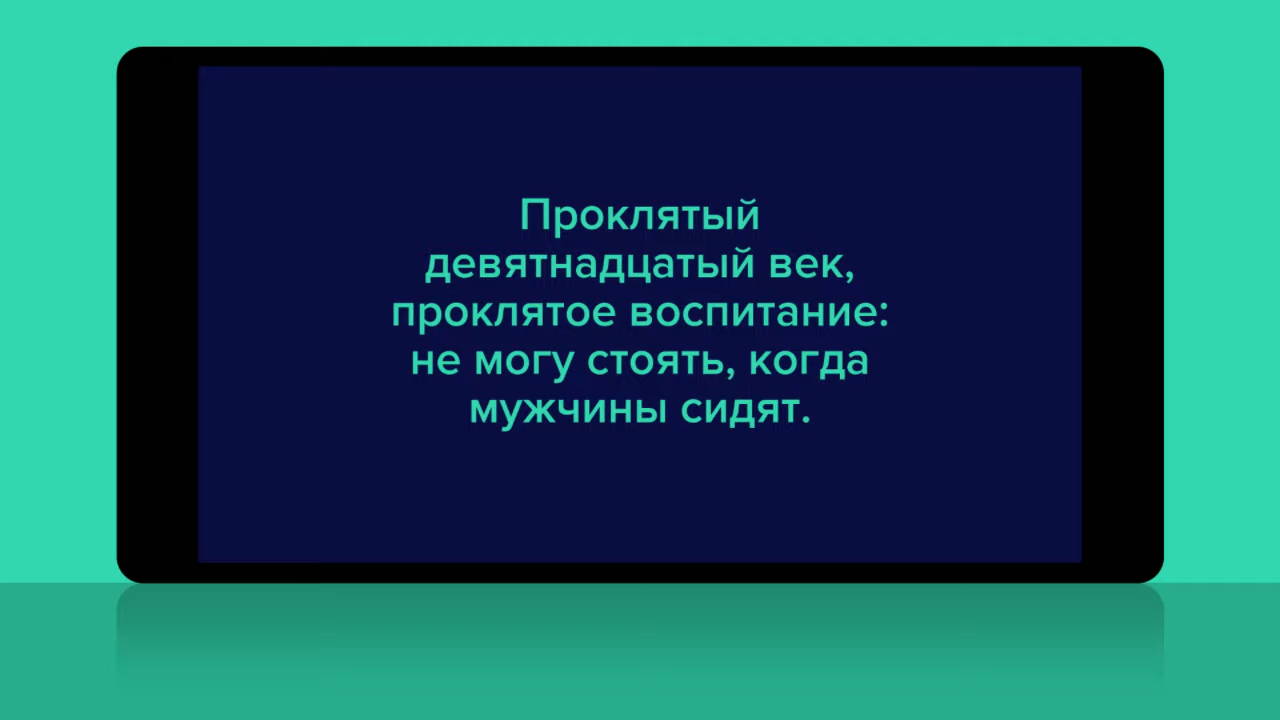 Проклятый
девятнадцатый век,
проклятое воспитание:
не могу стоять, когда
мужчины сидят.